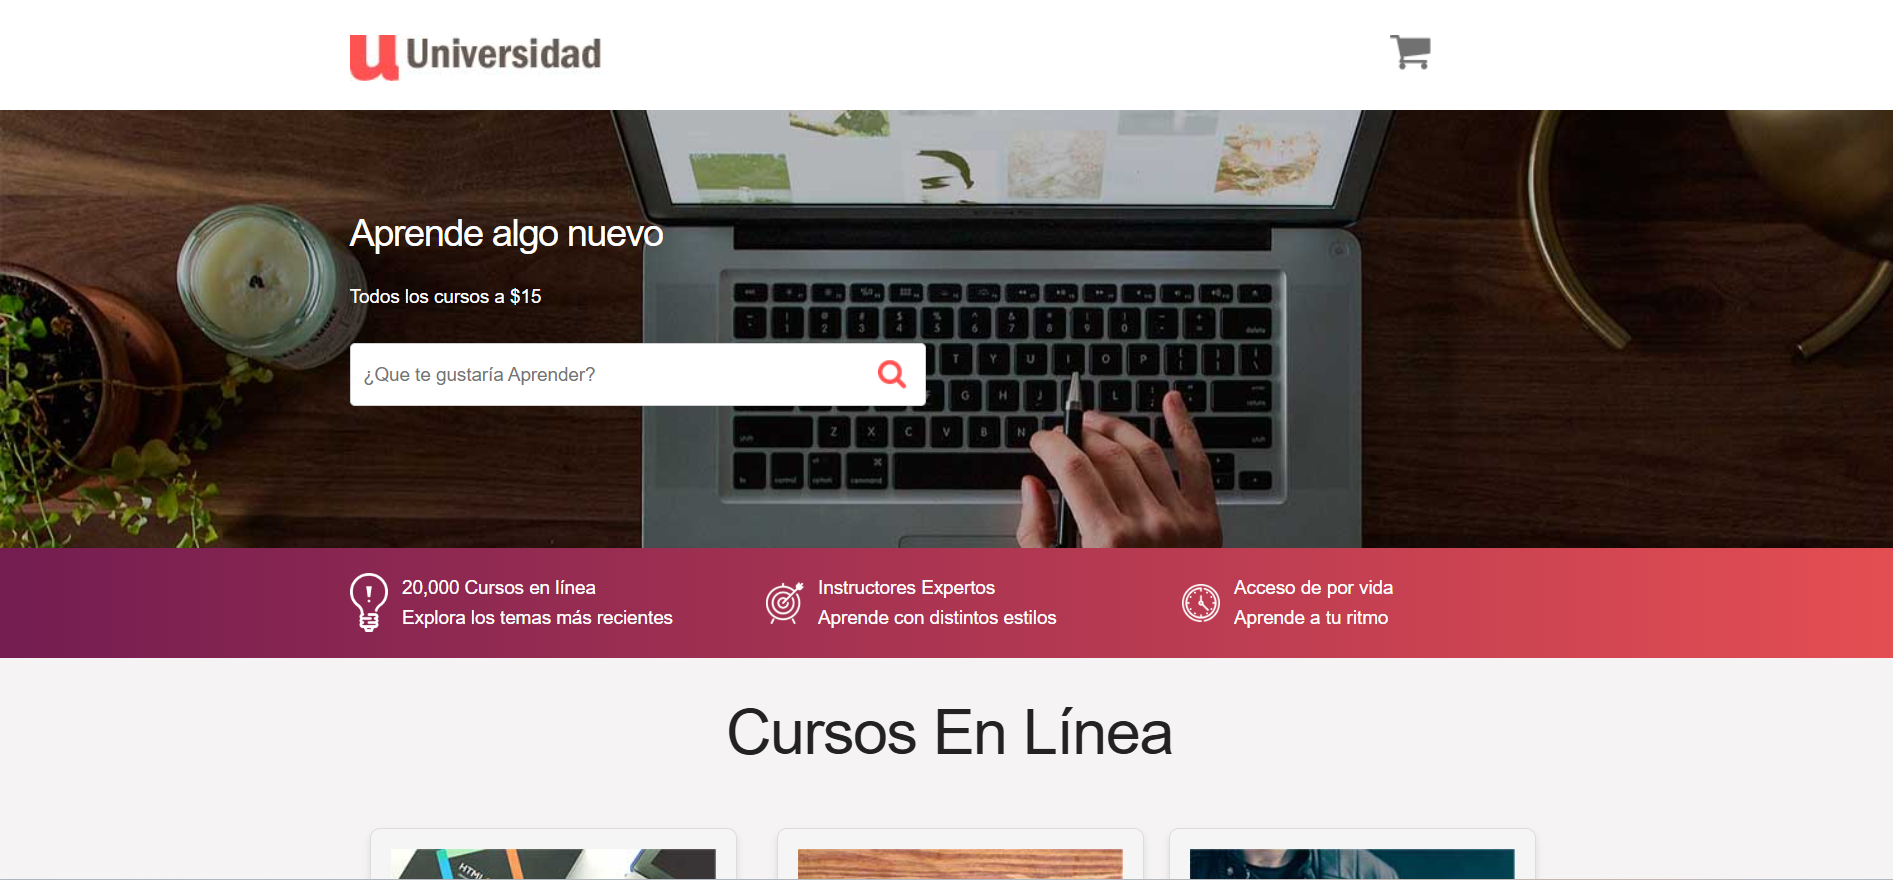 u Universidad
Aprende algo nuevo
Todos los cursos a $15
¿Que te gustaría Aprender?
20,000 Cursos en línea
Explora los temas más recientes
Instructores Expertos
Aprende con distintos estilos
Acceso de por vida
Aprende a tu ritmo
Cursos En Línea
HTML